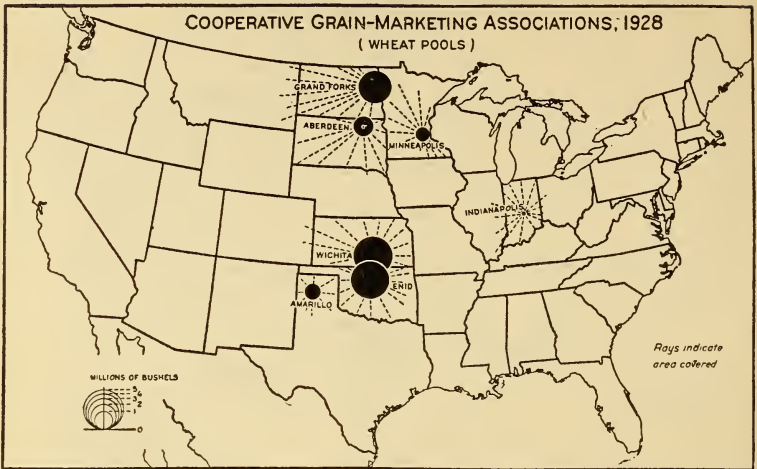 COOPERATIVE GRAIN-MARKETING ASSOCIATIONS, 1928
(WHEAT POOLS)
GRAND FORKS
ABERDEEN
MINNEAPOLIS
INDIANAPOLIS
WICHITA
ENID
AMARILLO
Rays indicate
area covered
MILLIONS OF BUSHELS
5
4
3
2
1
0